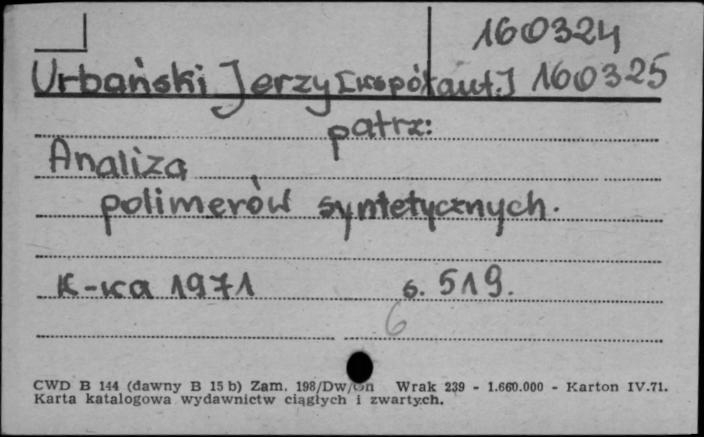 160324
Urbański Jerzy [współaut.] 160325
patrz:
Analiza
polimerów syntetycznych.
K-ka 1971 s. 519.
6
CWD B 144 (dawny B 15 b) Zam. 198/Dw/ Wrak 239 - 1.660.000 - Karton IV.71.
Karta katalogowa wydawnictw ciągłych i zwartych.